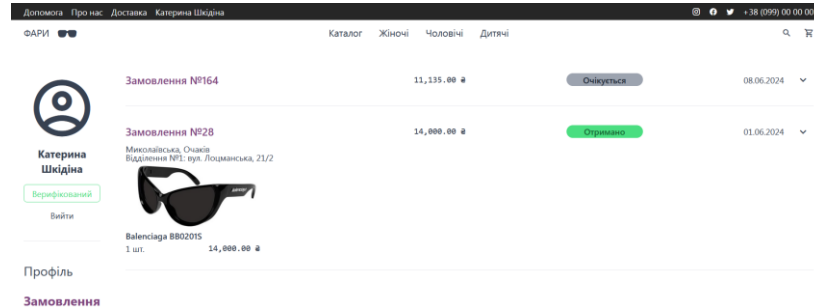 Допомога Про нас Доставка Катерина Шкідіна +38 (099) 00 00 00
ФАРИ Каталог Жіночі Чоловічі Дитячі
Замовлення №164 11,135.00 ₴ Очікується 08.06.2024
Замовлення №28 14,000.00 ₴ Отримано 01.06.2024
Миколаївська, Очаків
Відділення №1: вул. Лоцманська, 21/2
Катерина
Шкідіна
Верифікований
Вийти
Balenciaga BB0201S
1 шт. 14,000.00 ₴
Профіль
Замовлення